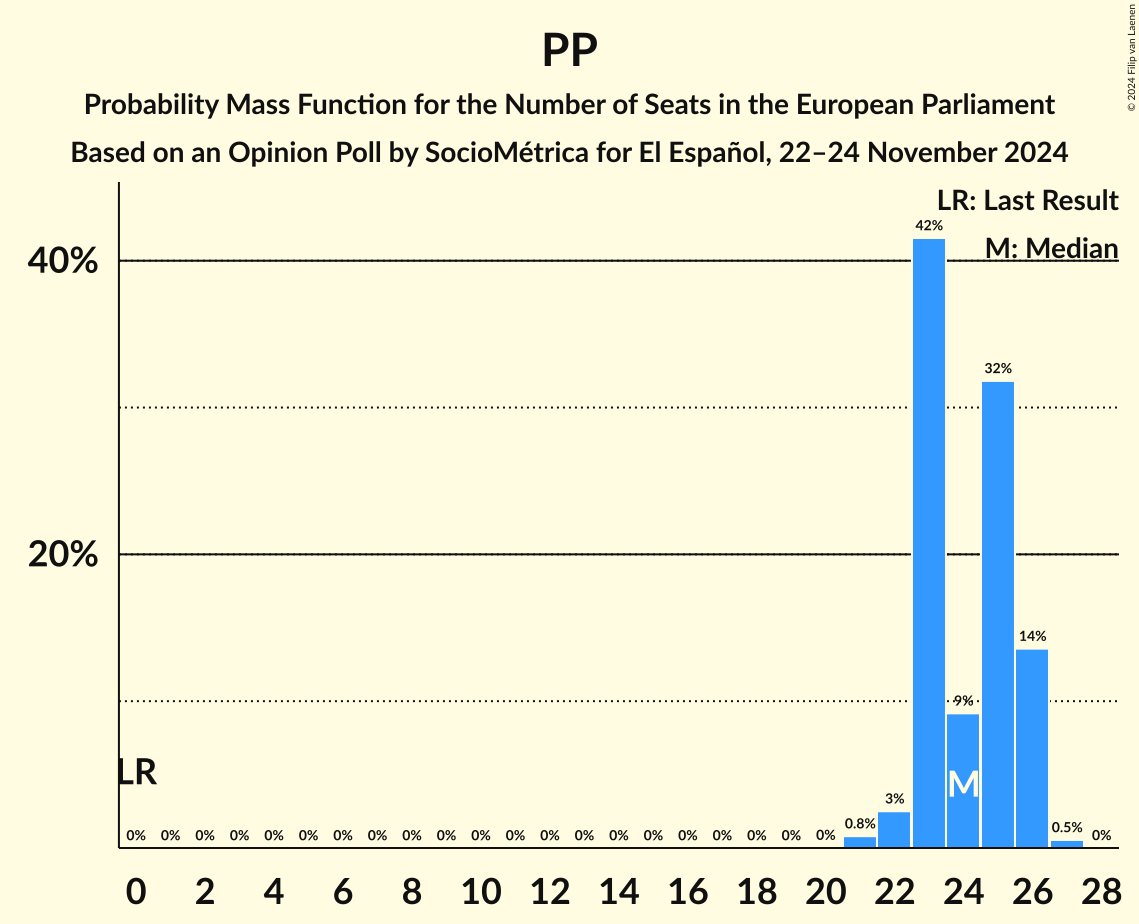 PP
Probability Mass Function for the Number of Seats in the European Parliament
Based on an Opinion Poll by SocioMétrica for El Español, 22–24 November 2024
© 2024 Filip van Laenen
LR: Last Result
M: Median
40%
20%
42%
32%
14%
9%
3%
0.8%
0.5%
LR
M
0% 0% 0% 0% 0% 0% 0% 0% 0% 0% 0% 0% 0% 0% 0% 0% 0% 0% 0% 0% 0% 0%
0 2 4 6 8 10 12 14 16 18 20 22 24 26 28